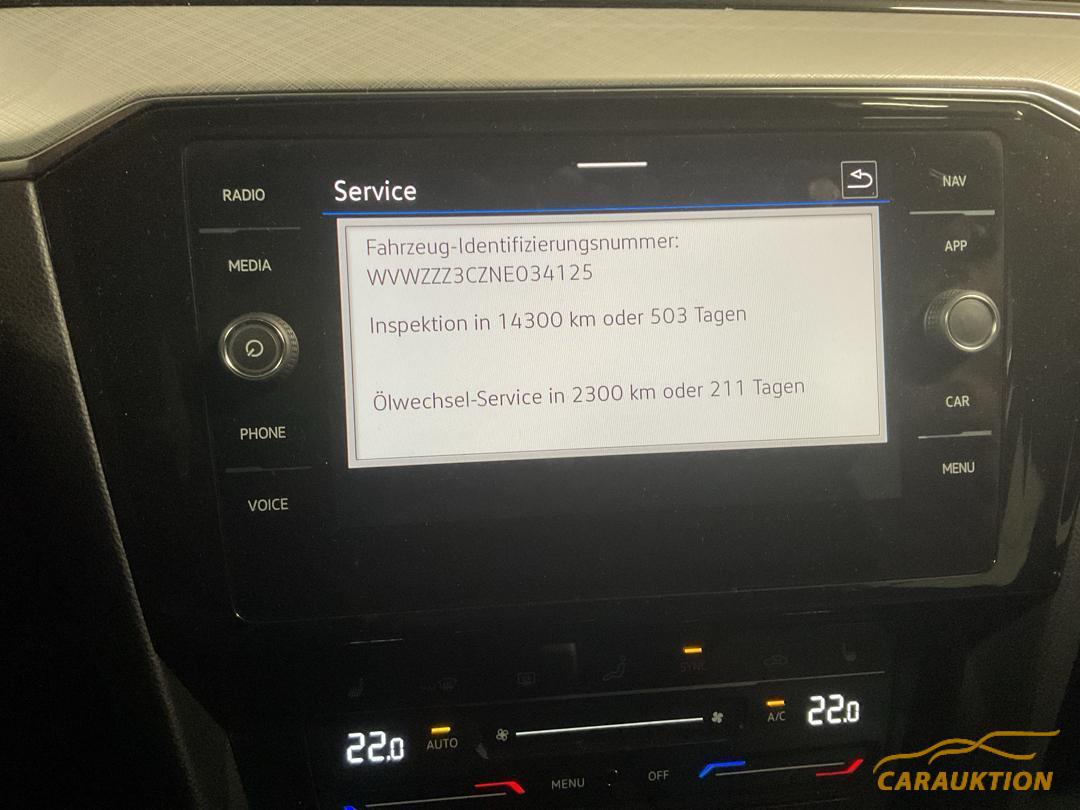 RADIO
MEDIA
PHONE
VOICE
Service
Fahrzeug-Identifizierungsnummer:
WVWZZZ3CZNE034125
Inspektion in 14300 km oder 503 Tagen
Ölwechsel-Service in 2300 km oder 211 Tagen
NAV
APP
CAR
MENU
SYNC
22.0
AUTO
A/C
22.0
MENU
OFF
CARAUKTION